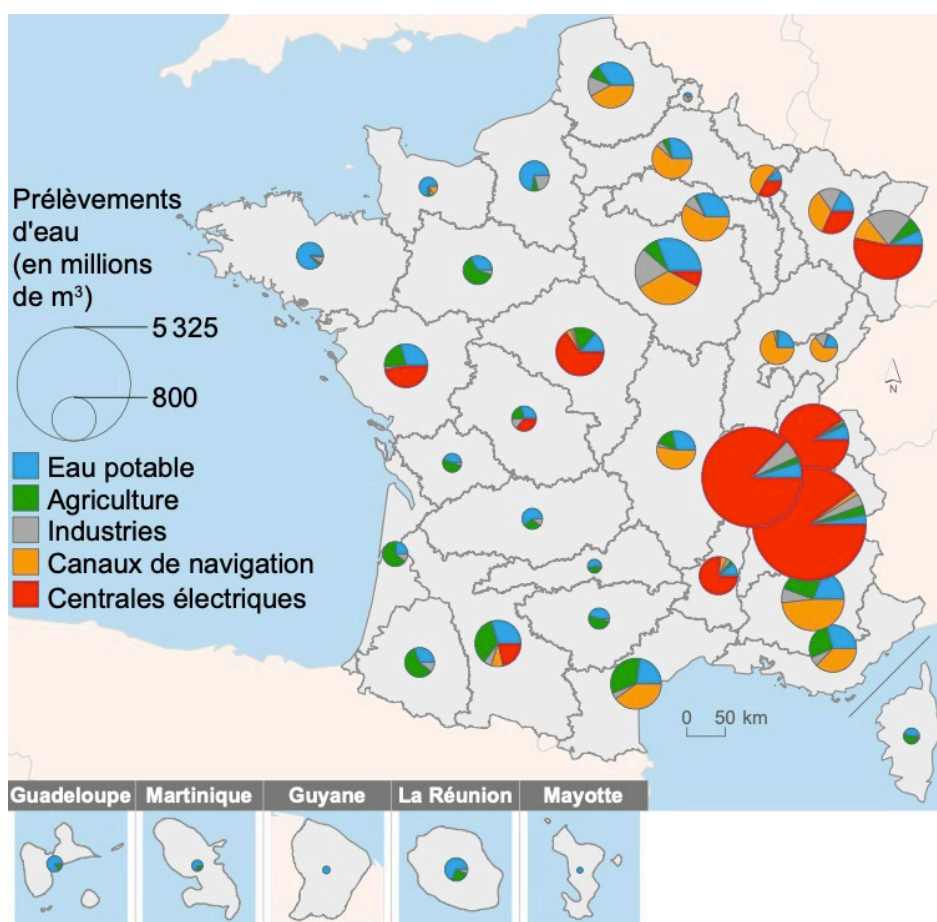 Prélèvements
d'eau
(en millions
de m³)
5 325
800
Eau potable
Agriculture
Industries
Canaux de navigation
Centrales électriques
N
0 50 km
Guadeloupe
Martinique
Guyane
La Réunion
Mayotte